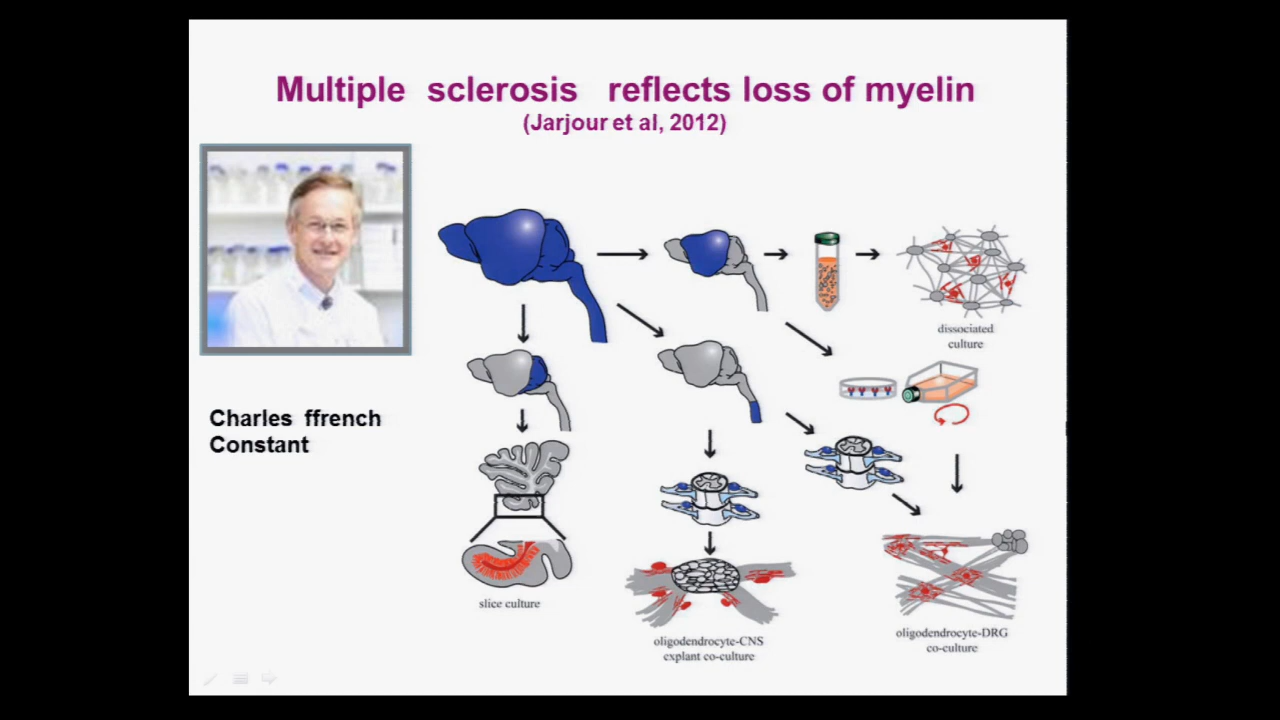 Multiple sclerosis reflects loss of myelin
(Jarjour et al, 2012)
Charles ffrench
Constant
dissociated
culture
slice culture
oligodendrocyte-CNS
explant co-culture
oligodendrocyte-DRG
co-culture